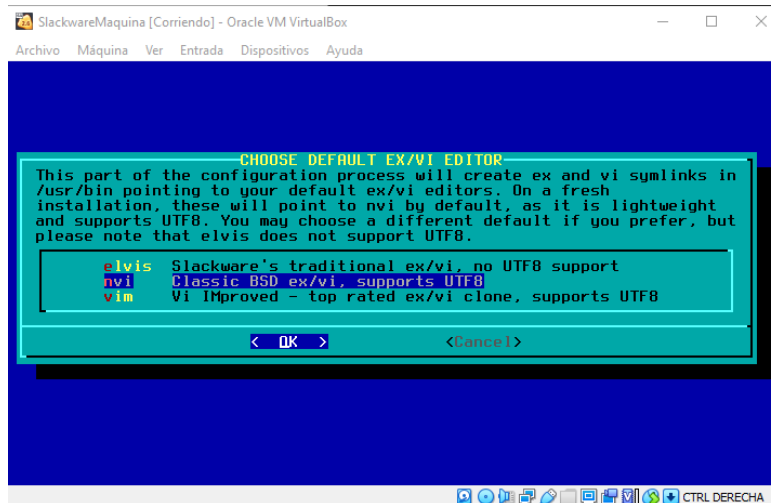 SlackwareMaquina [Corriendo] - Oracle VM VirtualBox
Archivo Máquina Ver Entrada Dispositivos Ayuda
CHOOSE DEFAULT EX/VI EDITOR
This part of the configuration process will create ex and vi symlinks in
/usr/bin pointing to your default ex/vi editors. On a fresh
installation, these will point to nvi by default, as it is lightweight
and supports UTF8. You may choose a different default if you prefer, but
please note that elvis does not support UTF8.
elvis Slackware's traditional ex/vi, no UTF8 support
nvi Classic BSD ex/vi, supports UTF8
vim Vi IMproved - top rated ex/vi clone, supports UTF8
< OK > <Cancel>
CTRL DERECHA